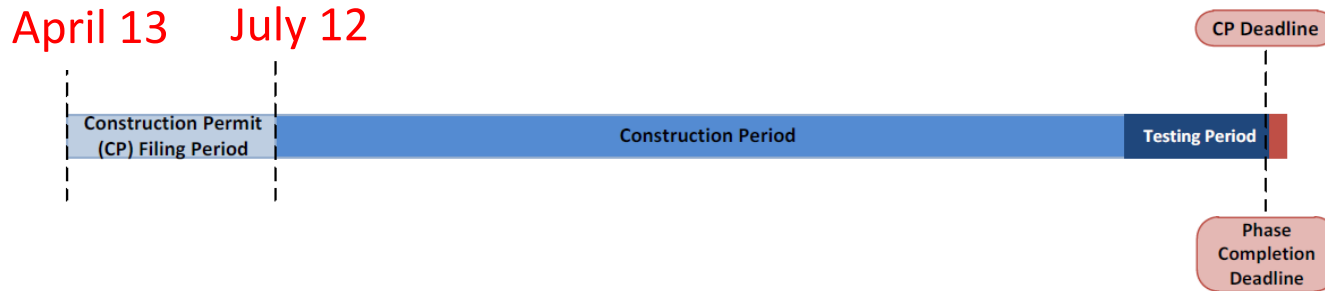 April 13
July 12
CP Deadline
Construction Permit
(CP) Filing Period
Construction Period
Testing Period
Phase
Completion
Deadline